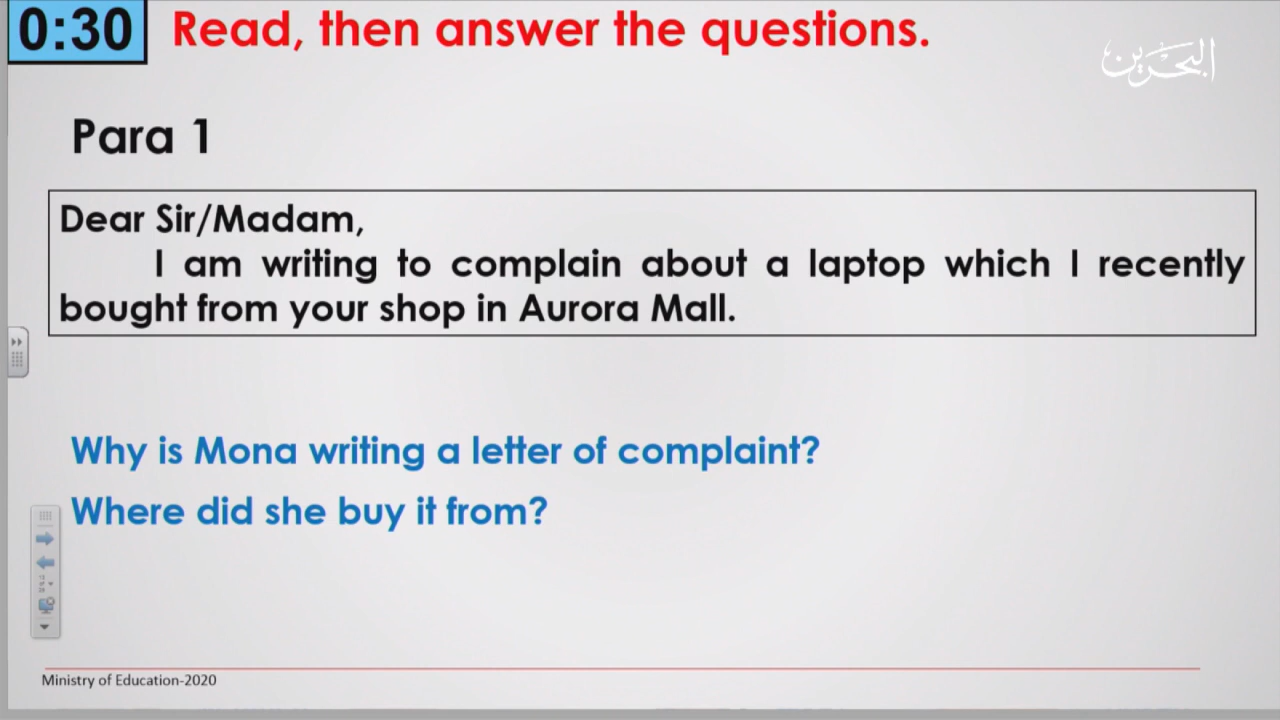 0:30
Read, then answer the questions.
البحرين
Para 1
Dear Sir/Madam,
I am writing to complain about a laptop which I recently
bought from your shop in Aurora Mall.
Why is Mona writing a letter of complaint?
Where did she buy it from?
Ministry of Education-2020